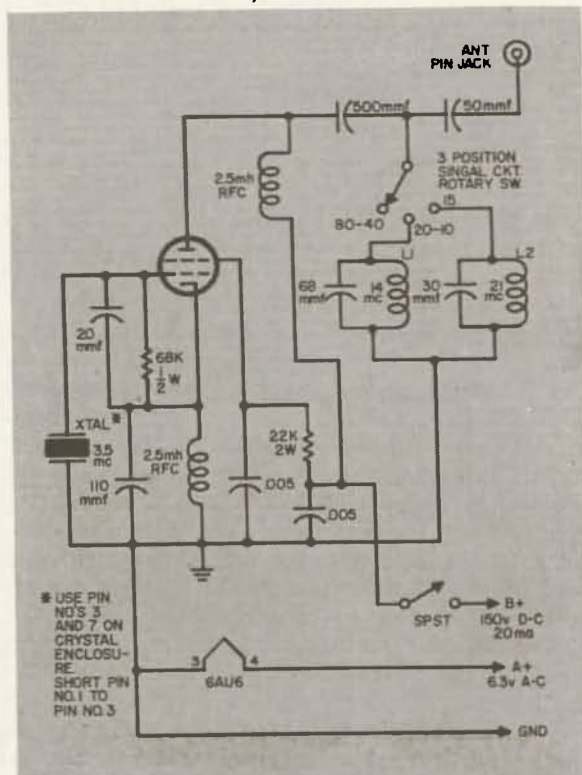 ANT
PIN JACK
500mmf
50mmf
3 POSITION
SINGAL CKT
ROTARY SW
2.5mh
RFC
15
80-40
20-10
L1
L2
68
mmf
14
mc
30
mmf
21
mc
20
mmf
68K
1/2 W
XTAL*
3.5
mc
110
mmf
2.5mh
RFC
22K
2W
.005
.005
* USE PIN
NO'S 3
AND 7 ON
CRYSTAL
ENCLOSU-
RE.
SHORT PIN
NO.1 TO
PIN NO.3
SPST
B+
150v D-C
20ma
3
4
6AU6
A+
6.3v A-C
GND